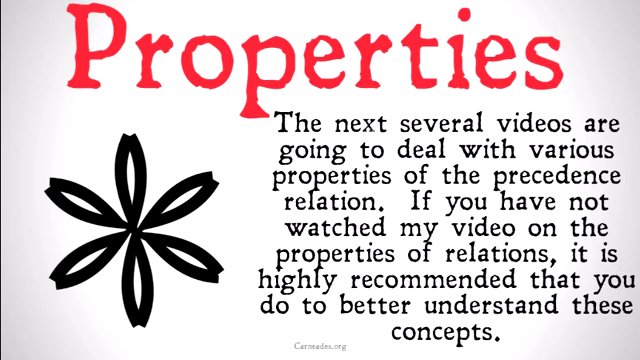 Properties
The next several videos are
going to deal with various
properties of the precedence
relation. If you have not
watched my video on the
properties of relations, it is
highly recommended that you
do to better understand these
concepts.
Carneades.org